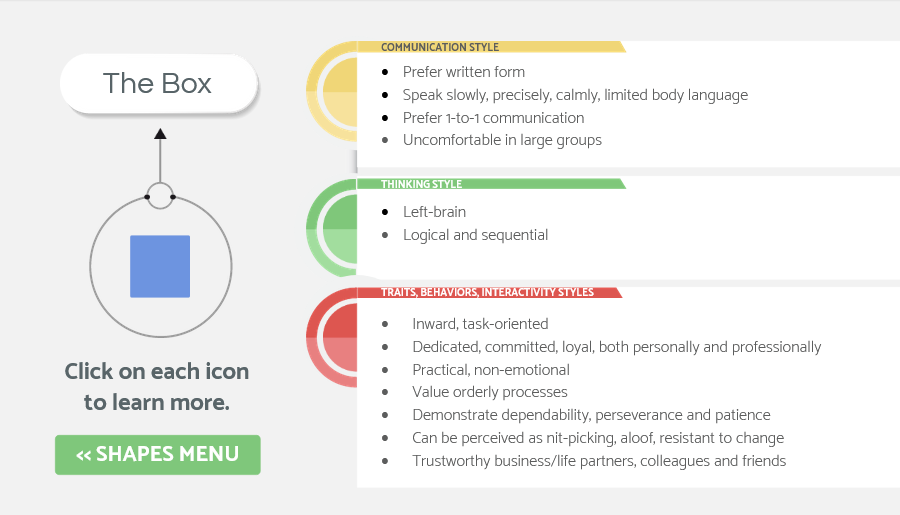 The Box
Click on each icon
to learn more.
<< SHAPES MENU
COMMUNICATION STYLE
• Prefer written form
• Speak slowly, precisely, calmly, limited body language
• Prefer 1-to-1 communication
• Uncomfortable in large groups
THINKING STYLE
• Left-brain
• Logical and sequential
TRAITS, BEHAVIORS, INTERACTIVITY STYLES
• Inward, task-oriented
• Dedicated, committed, loyal, both personally and professionally
• Practical, non-emotional
• Value orderly processes
• Demonstrate dependability, perseverance and patience
• Can be perceived as nit-picking, aloof, resistant to change
• Trustworthy business/life partners, colleagues and friends